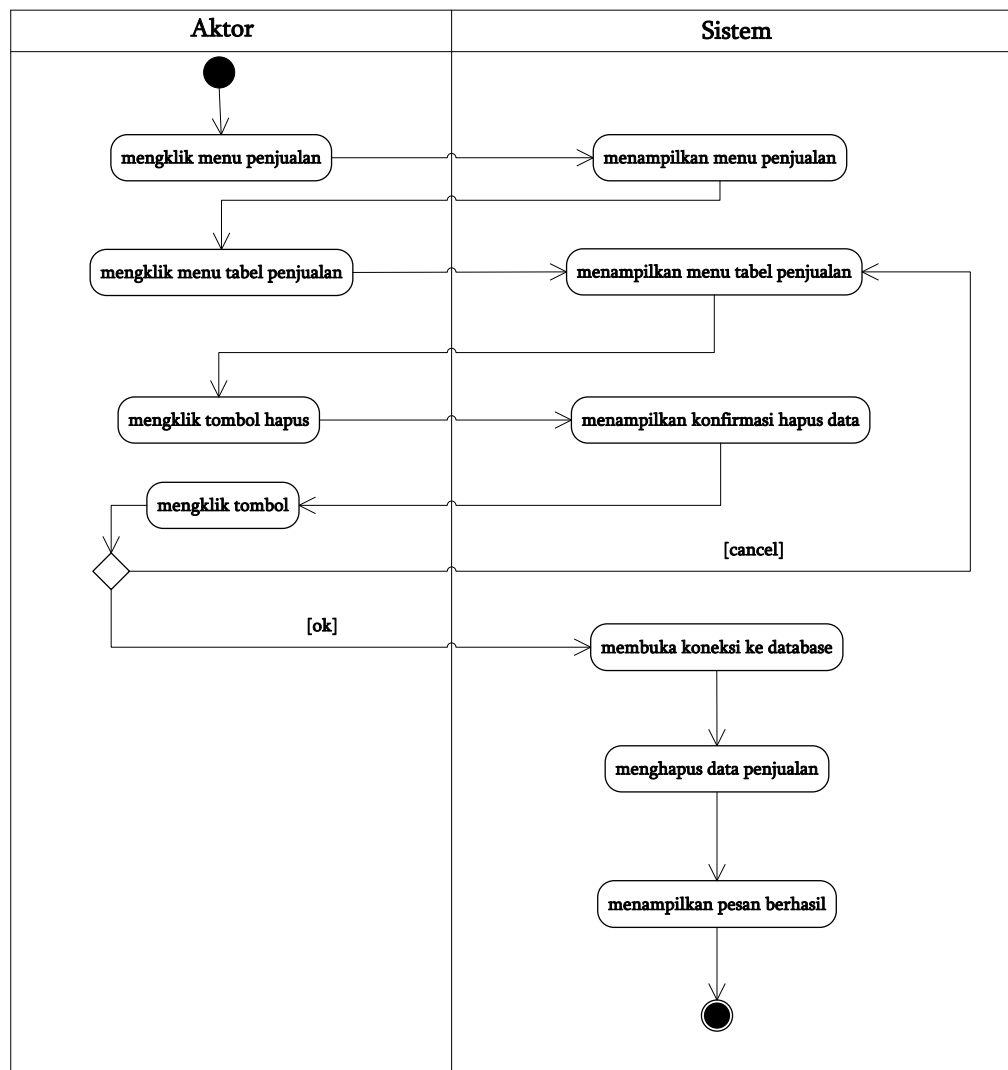 Aktor
Sistem
mengklik menu penjualan
menampilkan menu penjualan
mengklik menu tabel penjualan
menampilkan menu tabel penjualan
mengklik tombol hapus
menampilkan konfirmasi hapus data
mengklik tombol
[cancel]
[ok]
membuka koneksi ke database
menghapus data penjualan
menampilkan pesan berhasil